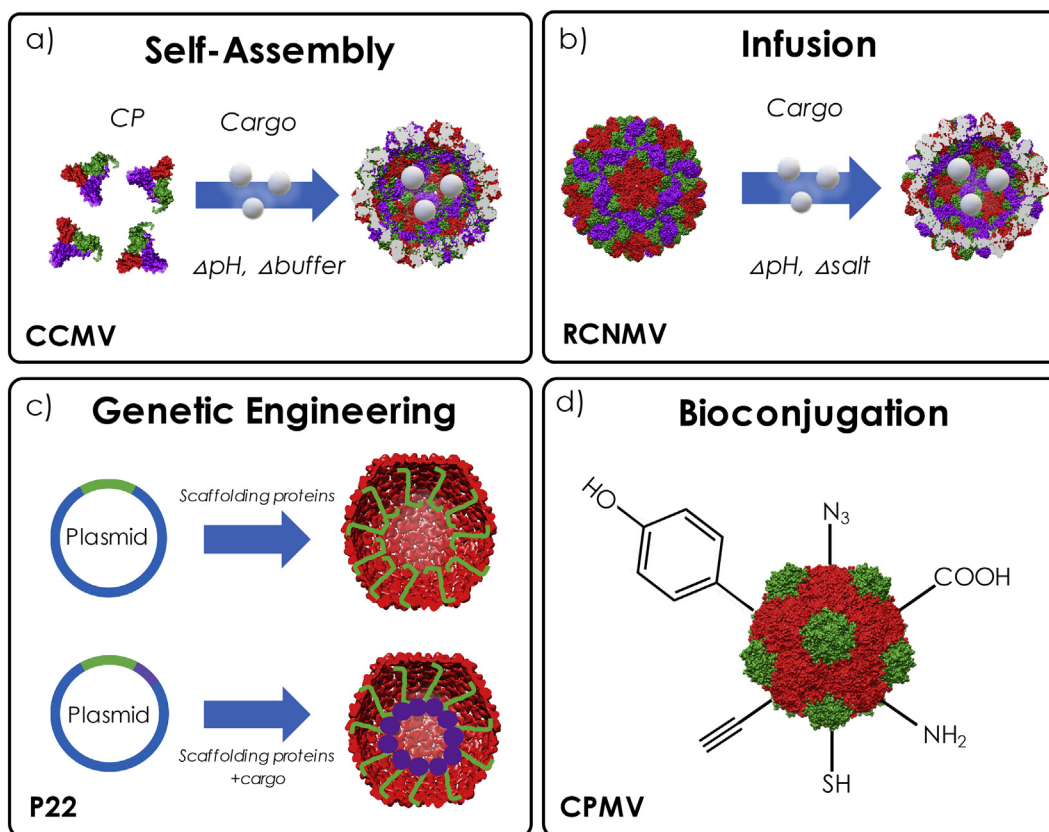 a)
Self-Assembly
CP
Cargo
ΔpH, Δbuffer
CCMV
b)
Infusion
Cargo
ΔpH, Δsalt
RCNMV
c)
Genetic Engineering
Plasmid
Scaffolding proteins
Plasmid
Scaffolding proteins
+cargo
P22
d)
Bioconjugation
HO
N₃
COOH
NH₂
SH
CPMV